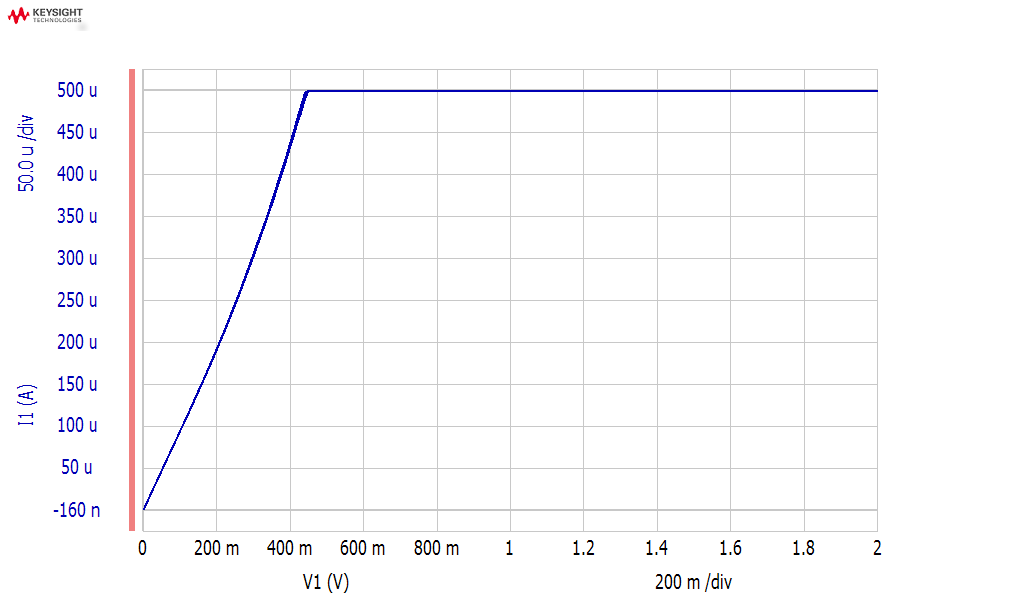 KEYSIGHT
TECHNOLOGIES
50.0 u /div
I1 (A)
500 u
450 u
400 u
350 u
300 u
250 u
200 u
150 u
100 u
50 u
-160 n
0 200 m 400 m 600 m 800 m 1 1.2 1.4 1.6 1.8 2
V1 (V) 200 m /div